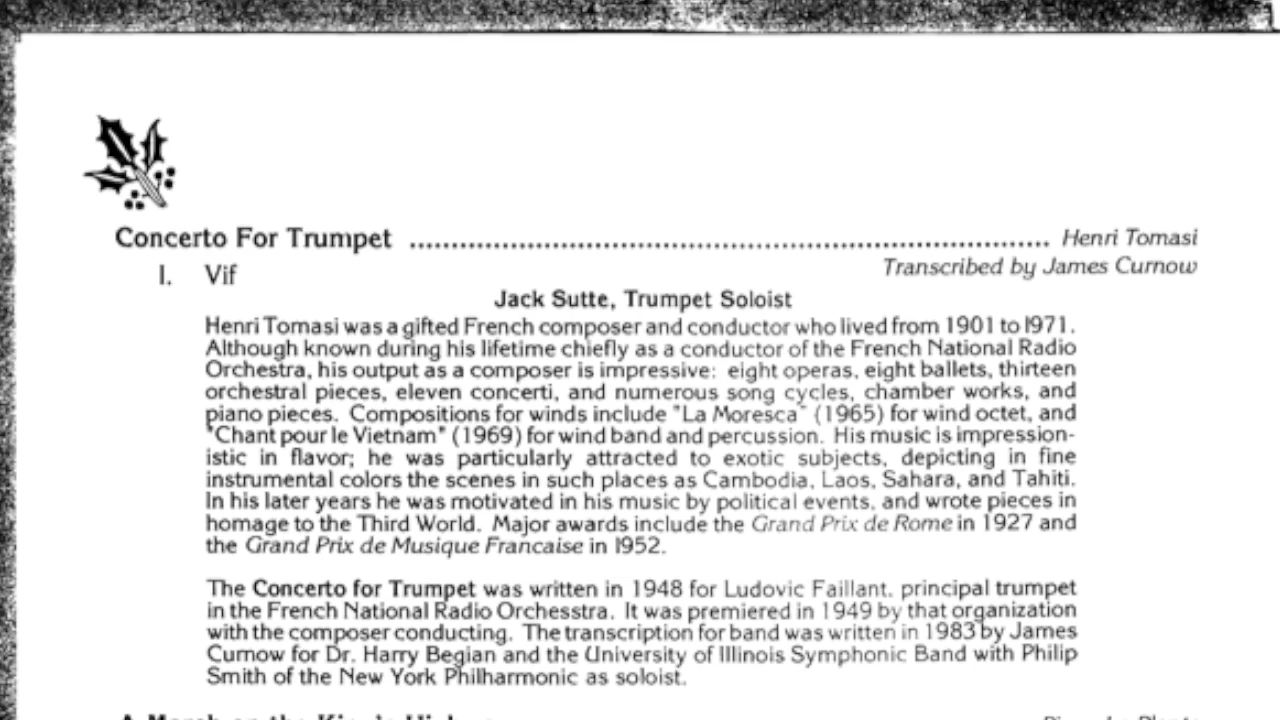 Concerto For Trumpet ........................................................................... Henri Tomasi
I. Vif Transcribed by James Curnow
Jack Sutte, Trumpet Soloist
Henri Tomasi was a gifted French composer and conductor who lived from 1901 to 1971.
Although known during his lifetime chiefly as a conductor of the French National Radio
Orchestra, his output as a composer is impressive: eight operas, eight ballets, thirteen
orchestral pieces, eleven concerti, and numerous song cycles, chamber works, and
piano pieces. Compositions for winds include "La Moresca" (1965) for wind octet, and
"Chant pour le Vietnam" (1969) for wind band and percussion. His music is impression-
istic in flavor; he was particularly attracted to exotic subjects, depicting in fine
instrumental colors the scenes in such places as Cambodia, Laos, Sahara, and Tahiti.
In his later years he was motivated in his music by political events, and wrote pieces in
homage to the Third World. Major awards include the Grand Prix de Rome in 1927 and
the Grand Prix de Musique Francaise in 1952.
The Concerto for Trumpet was written in 1948 for Ludovic Faillant, principal trumpet
in the French National Radio Orchesstra. It was premiered in 1949 by that organization
with the composer conducting. The transcription for band was written in 1983 by James
Curnow for Dr. Harry Begian and the University of Illinois Symphonic Band with Philip
Smith of the New York Philharmonic as soloist.